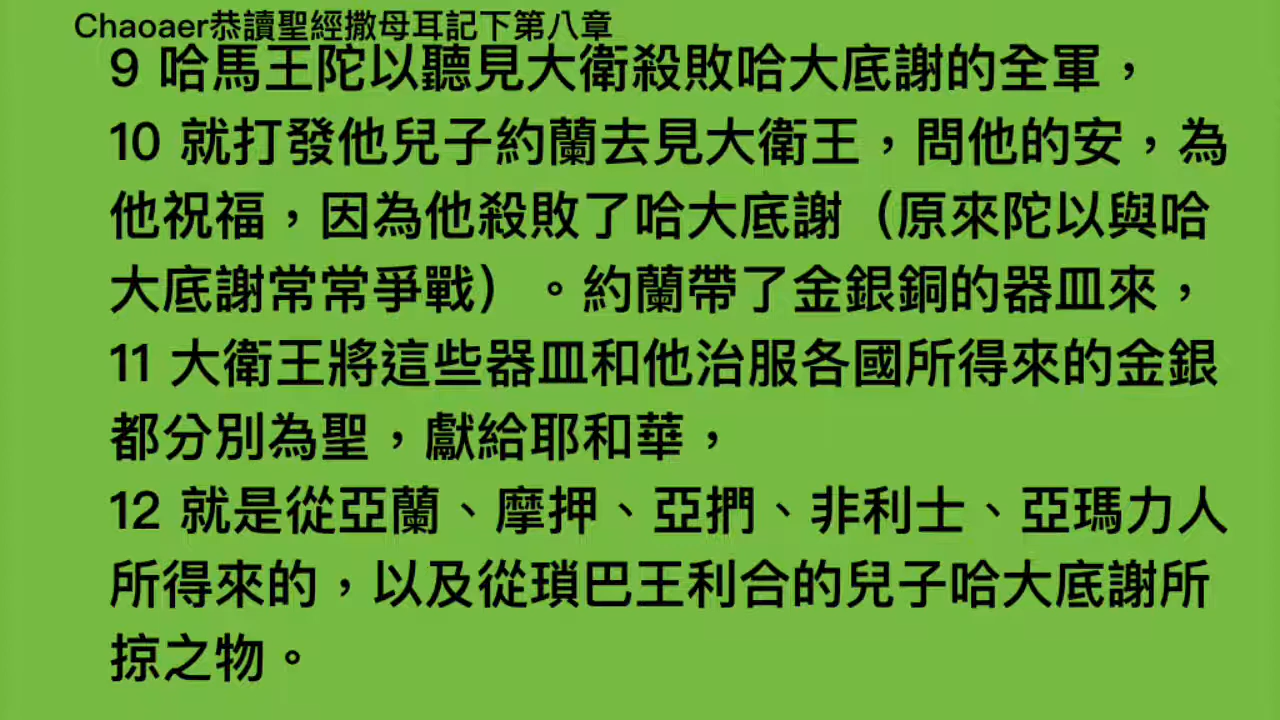 Chaoaer恭讀聖經撒母耳記下第八章
9 哈馬王陀以聽見大衛殺敗哈大底謝的全軍，
10 就打發他兒子約蘭去見大衛王，問他的安，為
他祝福，因為他殺敗了哈大底謝（原來陀以與哈
大底謝常常爭戰）。約蘭帶了金銀銅的器皿來，
11 大衛王將這些器皿和他治服各國所得來的金銀
都分別為聖，獻給耶和華，
12 就是從亞蘭、摩押、亞捫、非利士、亞瑪力人
所得來的，以及從瑣巴王利合的兒子哈大底謝所
掠之物。